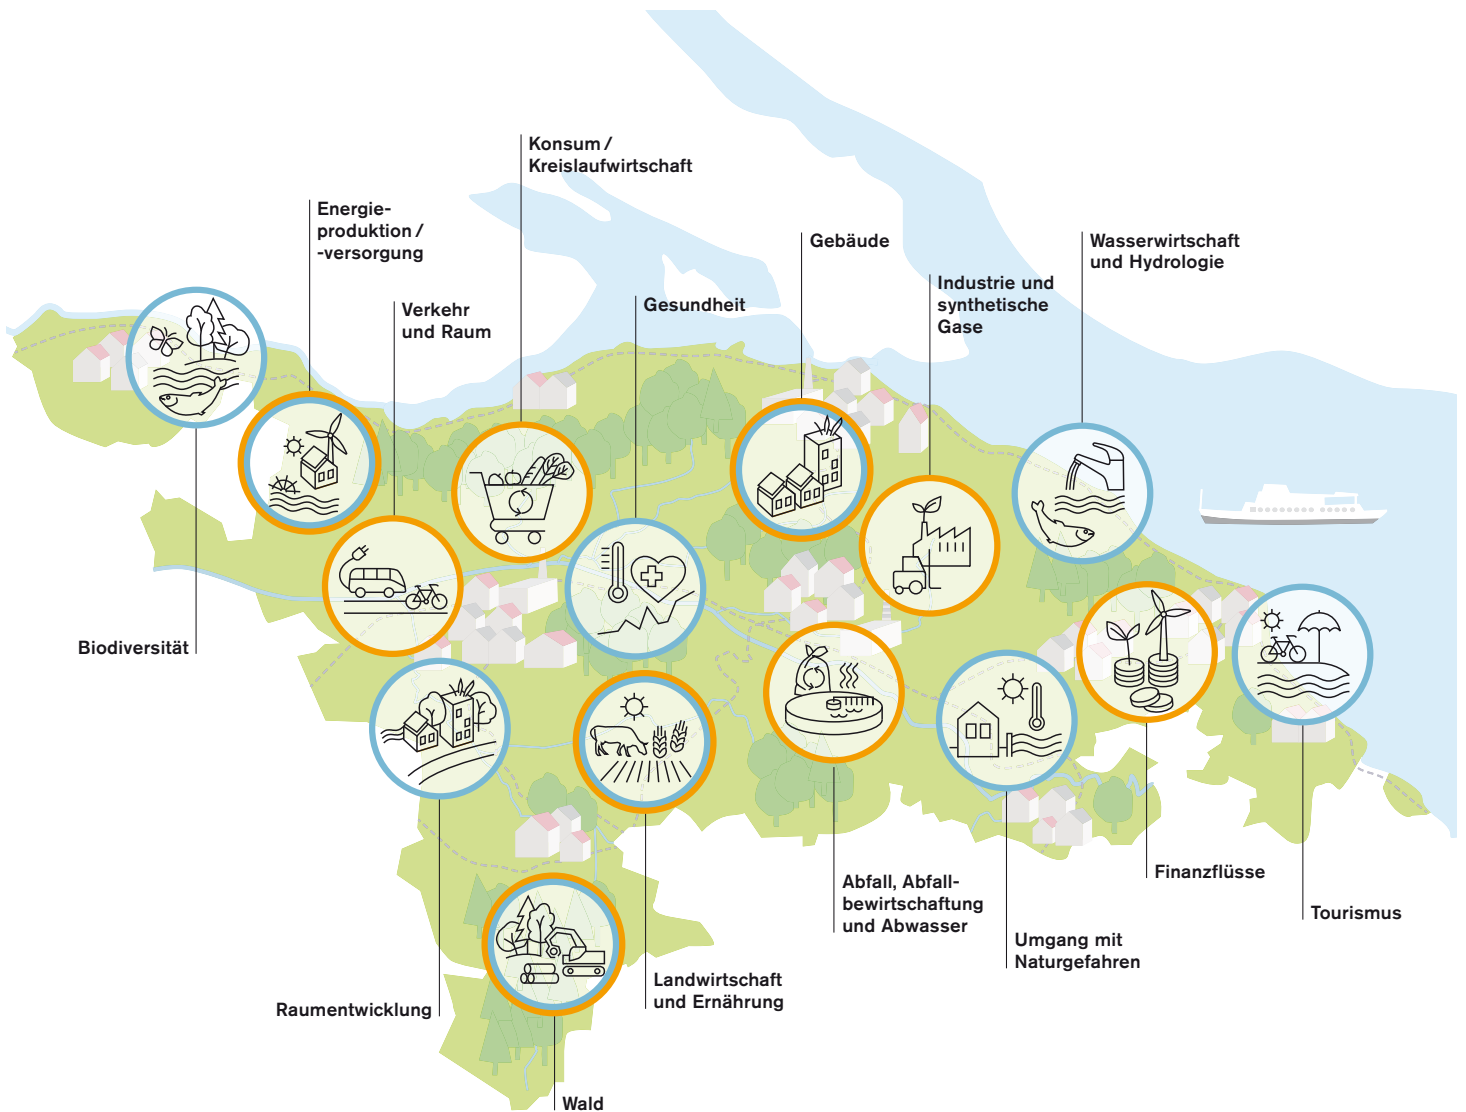 Konsum /
Kreislaufwirtschaft
Energie-
produktion /
-versorgung
Gebäude
Wasserwirtschaft
und Hydrologie
Verkehr
und Raum
Gesundheit
Industrie und
synthetische
Gase
Biodiversität
Abfall, Abfall-
bewirtschaftung
und Abwasser
Finanzflüsse
Tourismus
Umgang mit
Naturgefahren
Raumentwicklung
Landwirtschaft
und Ernährung
Wald